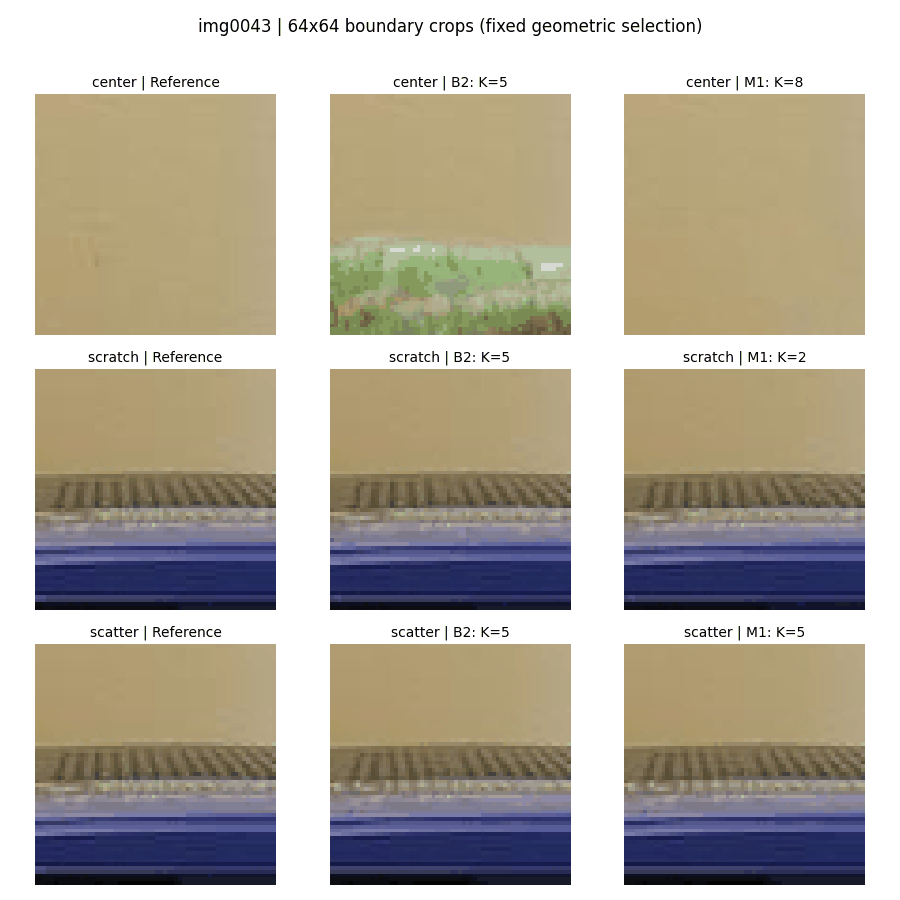 img0043 | 64x64 boundary crops (fixed geometric selection)
center | Reference
center | B2: K=5
center | M1: K=8
scratch | Reference
scratch | B2: K=5
scratch | M1: K=2
scatter | Reference
scatter | B2: K=5
scatter | M1: K=5